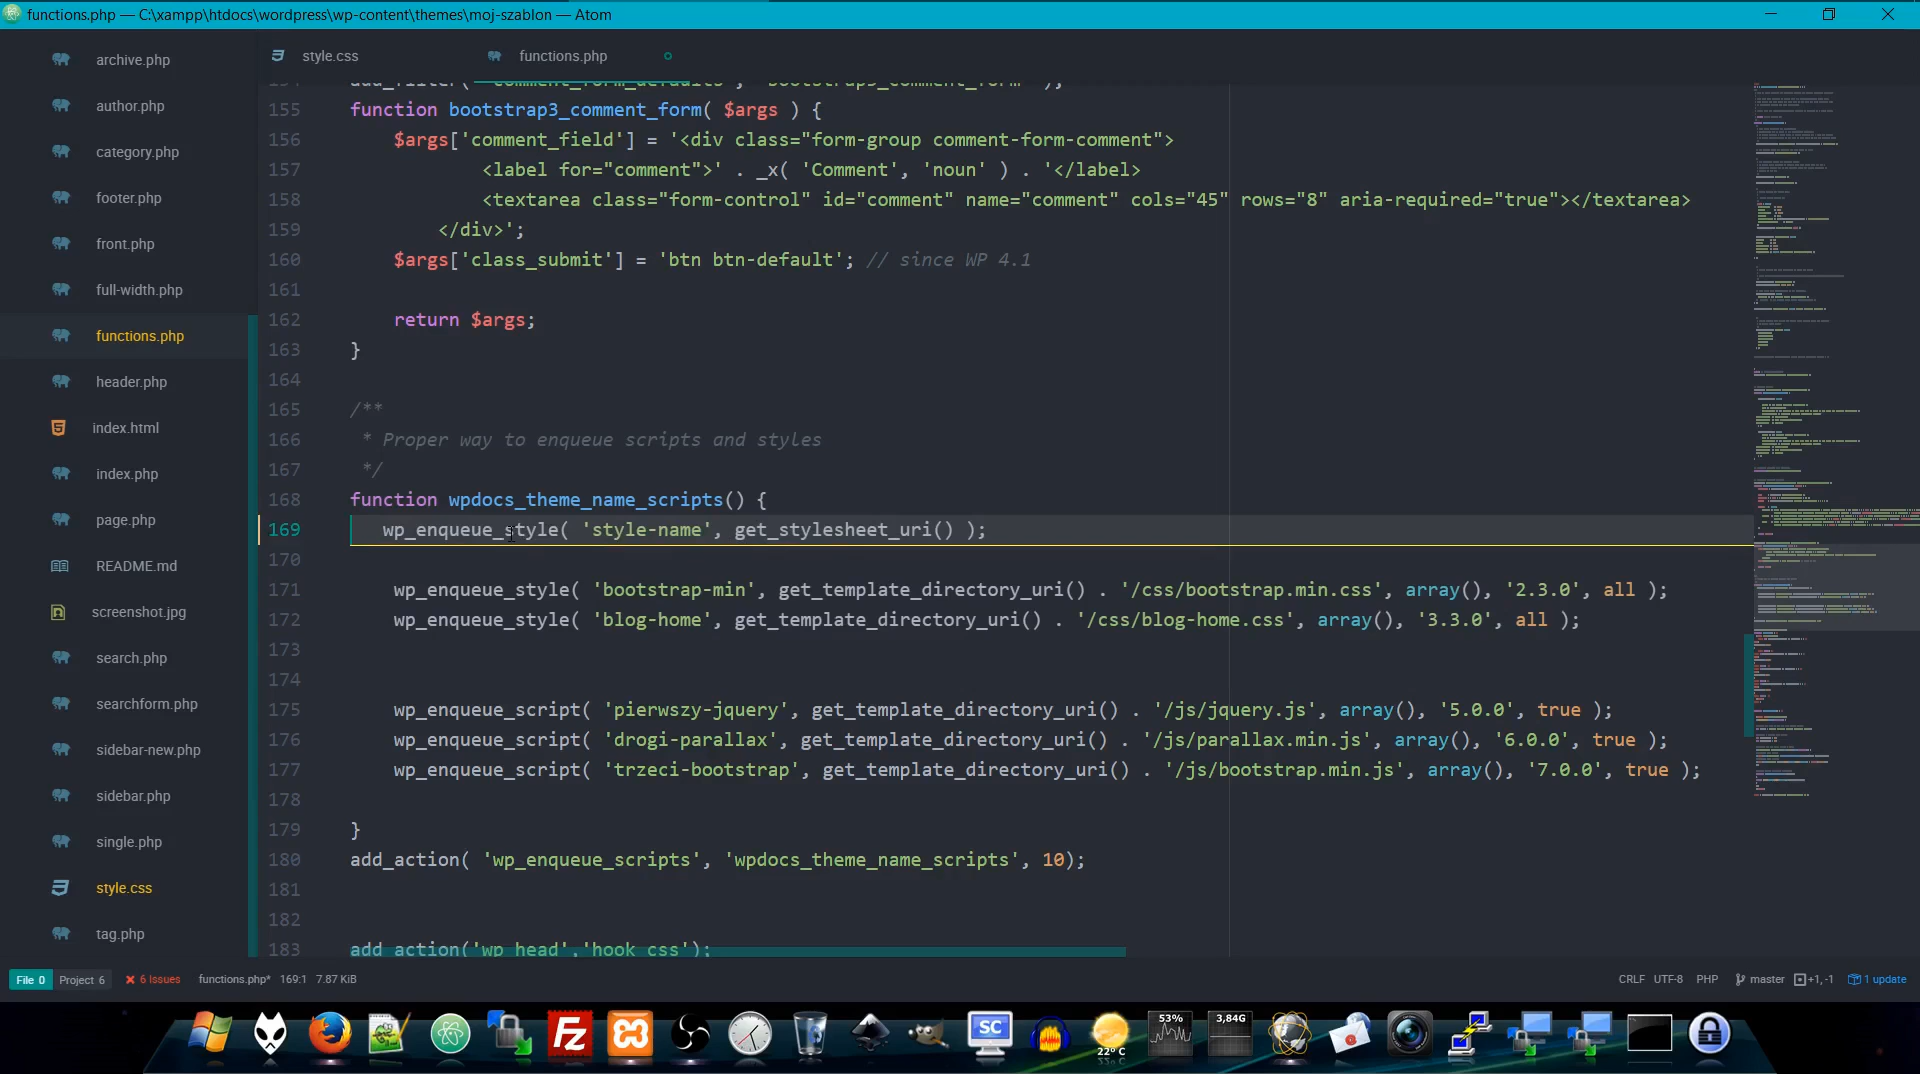 functions.php — C:\xampp\htdocs\wordpress\wp-content\themes\moj-szablon — Atom
archive.php
author.php
category.php
footer.php
front.php
full-width.php
functions.php
header.php
index.html
index.php
page.php
README.md
screenshot.jpg
search.php
searchform.php
sidebar-new.php
sidebar.php
single.php
style.css
tag.php
style.css
functions.php
154 add_filter( 'comment_form_defaults', 'bootstrap3_comment_form' );
155 function bootstrap3_comment_form( $args ) {
156 $args['comment_field'] = '<div class="form-group comment-form-comment">
157 <label for="comment">' . _x( 'Comment', 'noun' ) . '</label>
158 <textarea class="form-control" id="comment" name="comment" cols="45" rows="8" aria-required="true"></textarea>
159 </div>';
160 $args['class_submit'] = 'btn btn-default'; // since WP 4.1
161
162 return $args;
163 }
164
165 /**
166 * Proper way to enqueue scripts and styles
167 */
168 function wpdocs_theme_name_scripts() {
169 wp_enqueue_style( 'style-name', get_stylesheet_uri() );
170
171 wp_enqueue_style( 'bootstrap-min', get_template_directory_uri() . '/css/bootstrap.min.css', array(), '2.3.0', all );
172 wp_enqueue_style( 'blog-home', get_template_directory_uri() . '/css/blog-home.css', array(), '3.3.0', all );
173
174
175 wp_enqueue_script( 'pierwszy-jquery', get_template_directory_uri() . '/js/jquery.js', array(), '5.0.0', true );
176 wp_enqueue_script( 'drogi-parallax', get_template_directory_uri() . '/js/parallax.min.js', array(), '6.0.0', true );
177 wp_enqueue_script( 'trzeci-bootstrap', get_template_directory_uri() . '/js/bootstrap.min.js', array(), '7.0.0', true );
178
179 }
180 add_action( 'wp_enqueue_scripts', 'wpdocs_theme_name_scripts', 10);
181
182
183 add_action('wp_head','hook_css');
File 0 Project 6 6 Issues functions.php* 169:1 7.87 KiB CRLF UTF-8 PHP master +1, -1 1 update
Fz SC 22° C 53% 3,84G